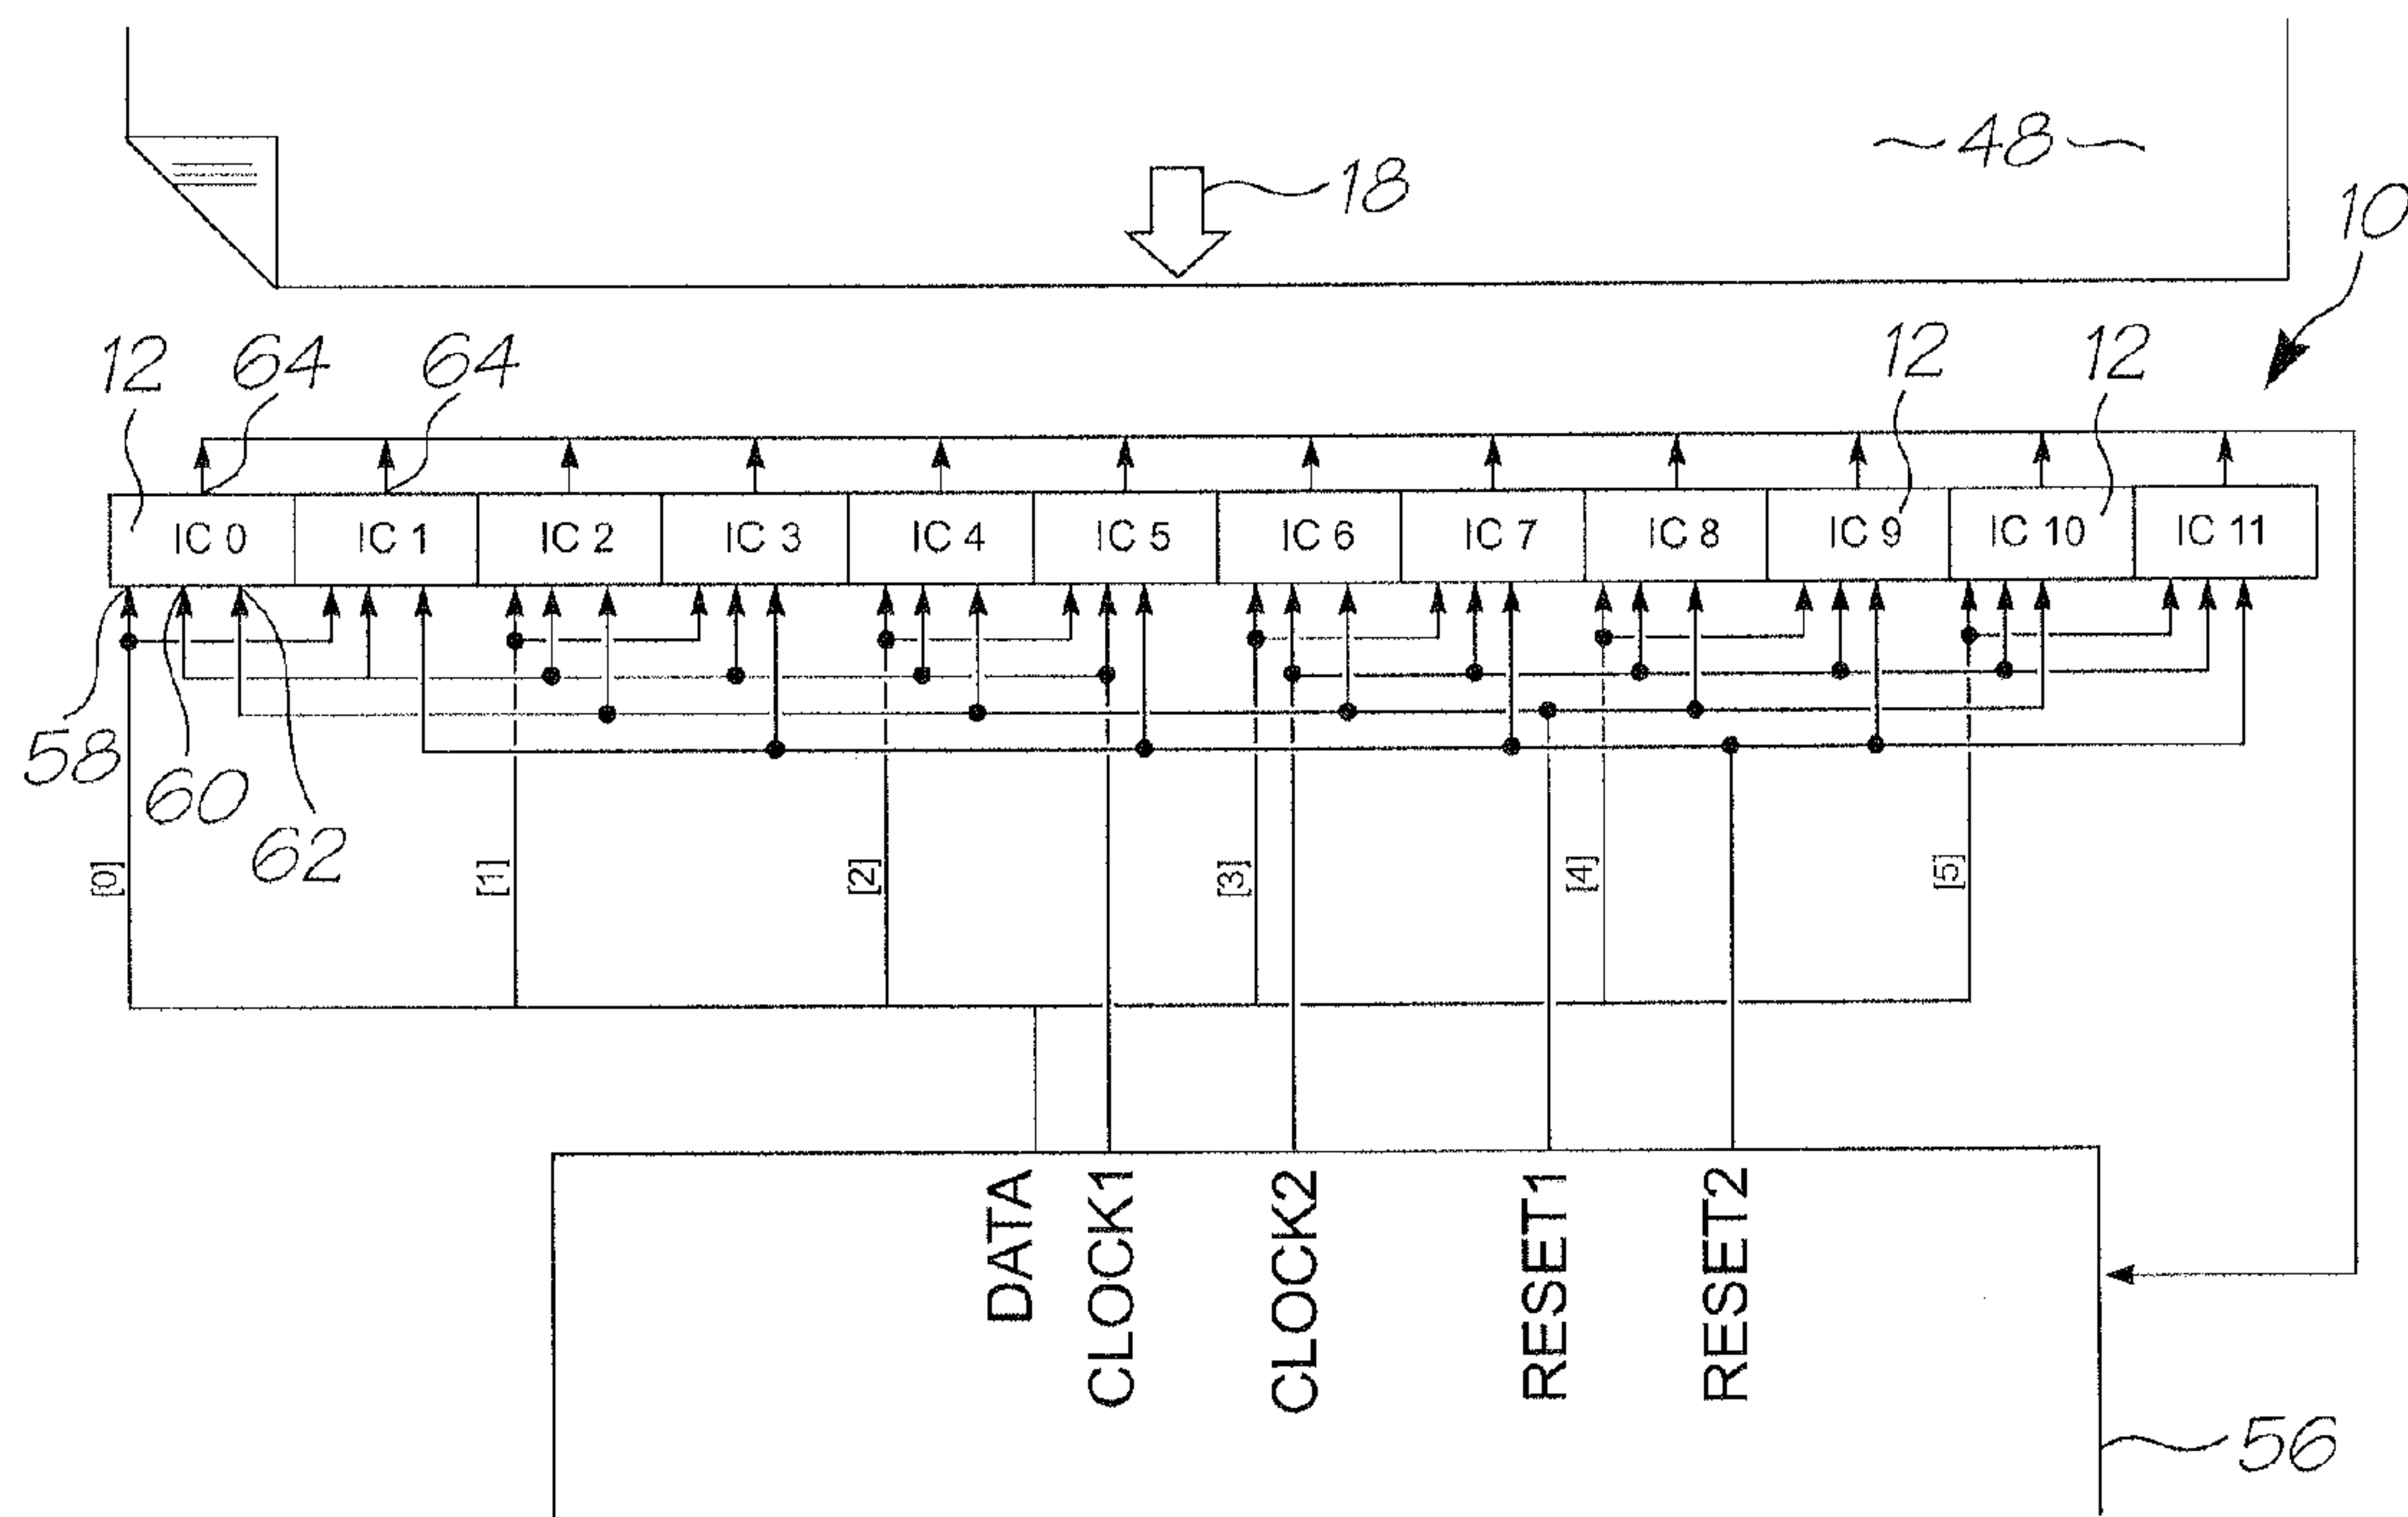 ~48~
18
10
12 64 64 12 12
IC 0 IC 1 IC 2 IC 3 IC 4 IC 5 IC 6 IC 7 IC 8 IC 9 IC 10 IC 11
58
60
62
[0] [1] [2] [3] [4] [5]
DATA
CLOCK1
CLOCK2
RESET1
RESET2
56